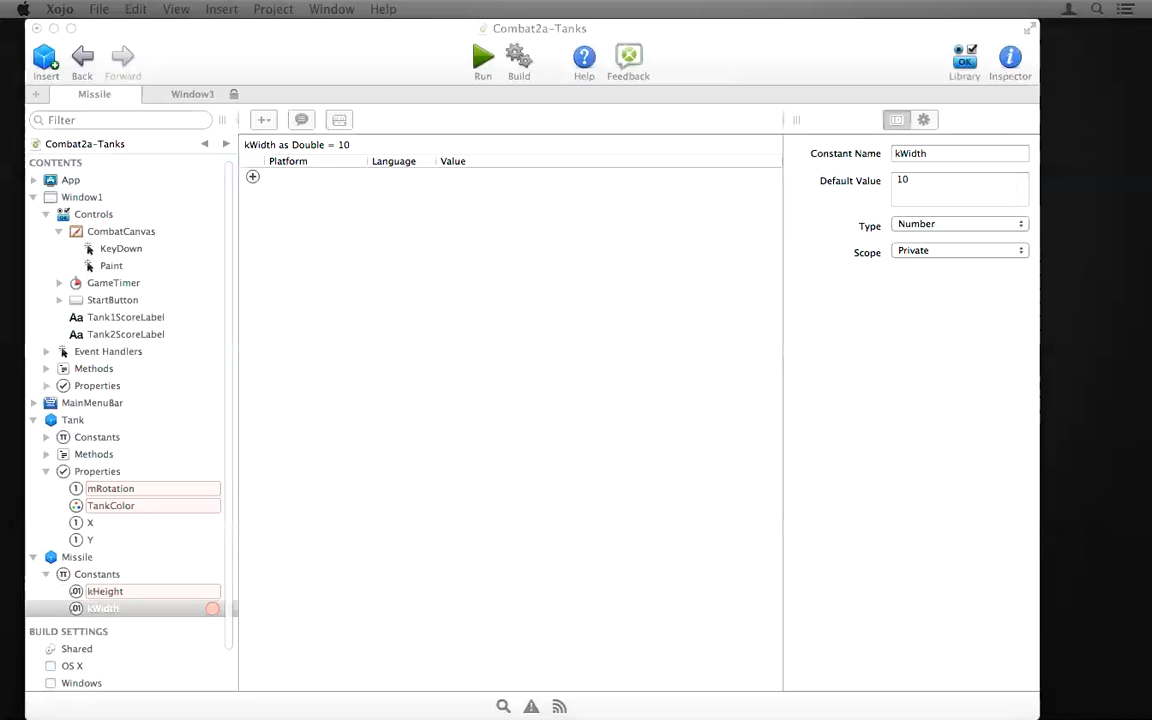 Xojo File Edit View Insert Project Window Help
Combat2a-Tanks
Insert Back Forward Run Build Help Feedback OK Library Inspector
Missile Window1
Filter
Combat2a-Tanks
kWidth as Double = 10
Platform Language Value
CONTENTS
App
Window1
Controls
CombatCanvas
KeyDown
Paint
GameTimer
StartButton
Aa Tank1ScoreLabel
Aa Tank2ScoreLabel
Event Handlers
Methods
Properties
MainMenuBar
Tank
Constants
Methods
Properties
mRotation
TankColor
X
Y
Missile
Constants
kHeight
kWidth
BUILD SETTINGS
Shared
OS X
Windows
Constant Name kWidth
Default Value 10
Type Number
Scope Private